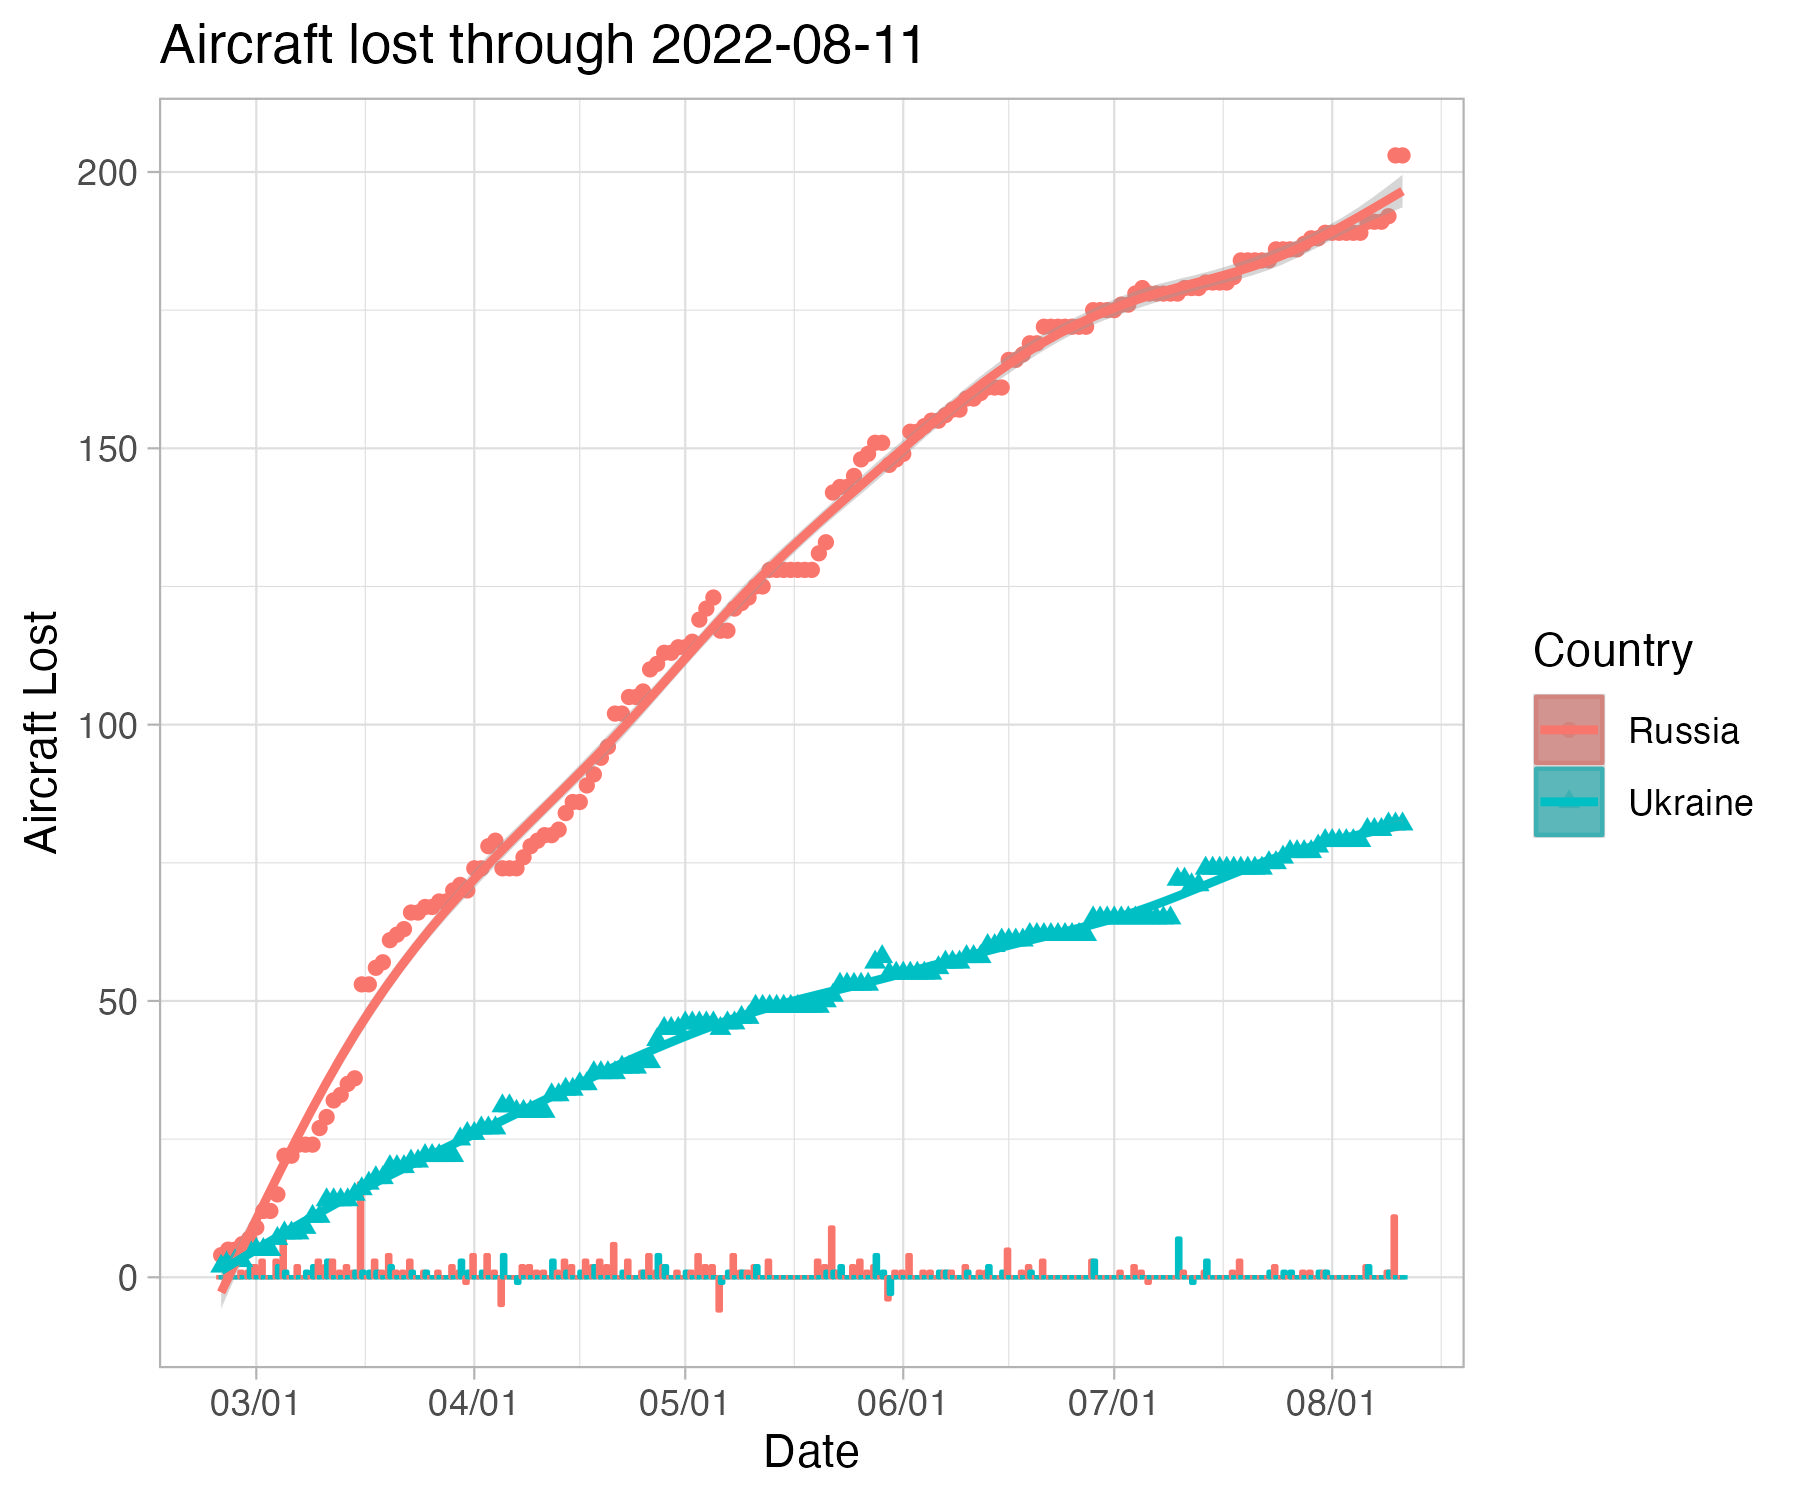 Aircraft lost through 2022-08-11
Aircraft Lost
200
150
100
50
0
03/01 04/01 05/01 06/01 07/01 08/01
Date
Country
Russia
Ukraine